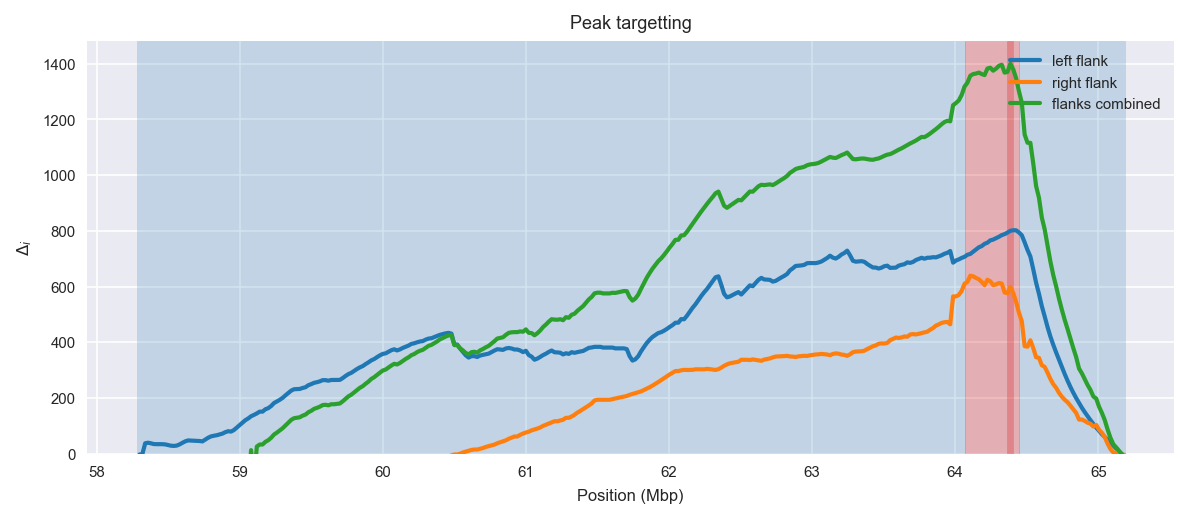 Peak targetting
1400
1200
1000
800
600
400
200
0
Δi
58 59 60 61 62 63 64 65
Position (Mbp)
left flank
right flank
flanks combined